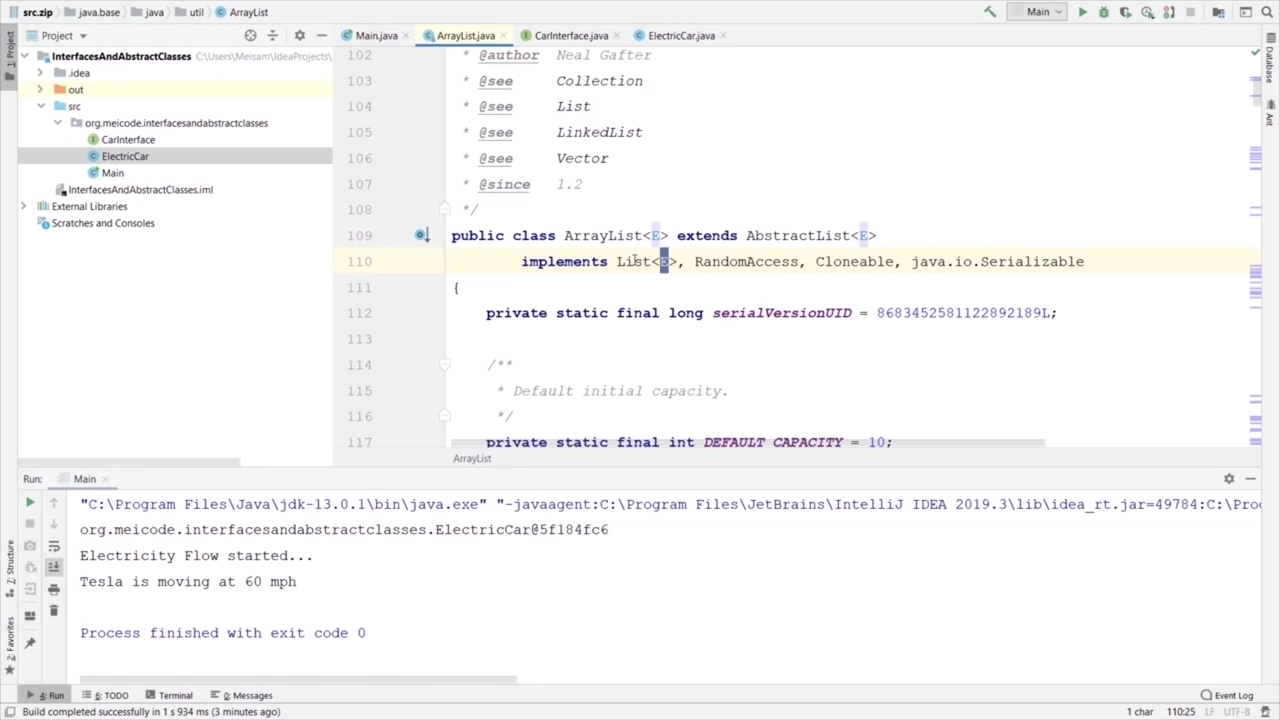 src.zip java.base java util ArrayList Main
1: Project Project Main.java ArrayList.java CarInterface.java ElectricCar.java
InterfacesAndAbstractClasses C:\Users\Meisam\IdeaProjects\
.idea
out
src
org.meicode.interfacesandabstractclasses
CarInterface
ElectricCar
Main
InterfacesAndAbstractClasses.iml
External Libraries
Scratches and Consoles
102 * @author Neal Gafter
103 * @see Collection
104 * @see List
105 * @see LinkedList
106 * @see Vector
107 * @since 1.2
108 */
109 public class ArrayList<E> extends AbstractList<E>
110 implements List<E>, RandomAccess, Cloneable, java.io.Serializable
111 {
112 private static final long serialVersionUID = 8683452581122892189L;
113
114 /**
115 * Default initial capacity.
116 */
117 private static final int DEFAULT_CAPACITY = 10;
ArrayList
Database
Ant
Run: Main
"C:\Program Files\Java\jdk-13.0.1\bin\java.exe" "-javaagent:C:\Program Files\JetBrains\IntelliJ IDEA 2019.3\lib\idea_rt.jar=49784:C:\Pro
org.meicode.interfacesandabstractclasses.ElectricCar@5f184fc6
Electricity Flow started...
Tesla is moving at 60 mph
Process finished with exit code 0
7: Structure
2: Favorites
4: Run 6: TODO Terminal 0: Messages Event Log
Build completed successfully in 1 s 934 ms (3 minutes ago) 1 char 110:25 LF UTF-8